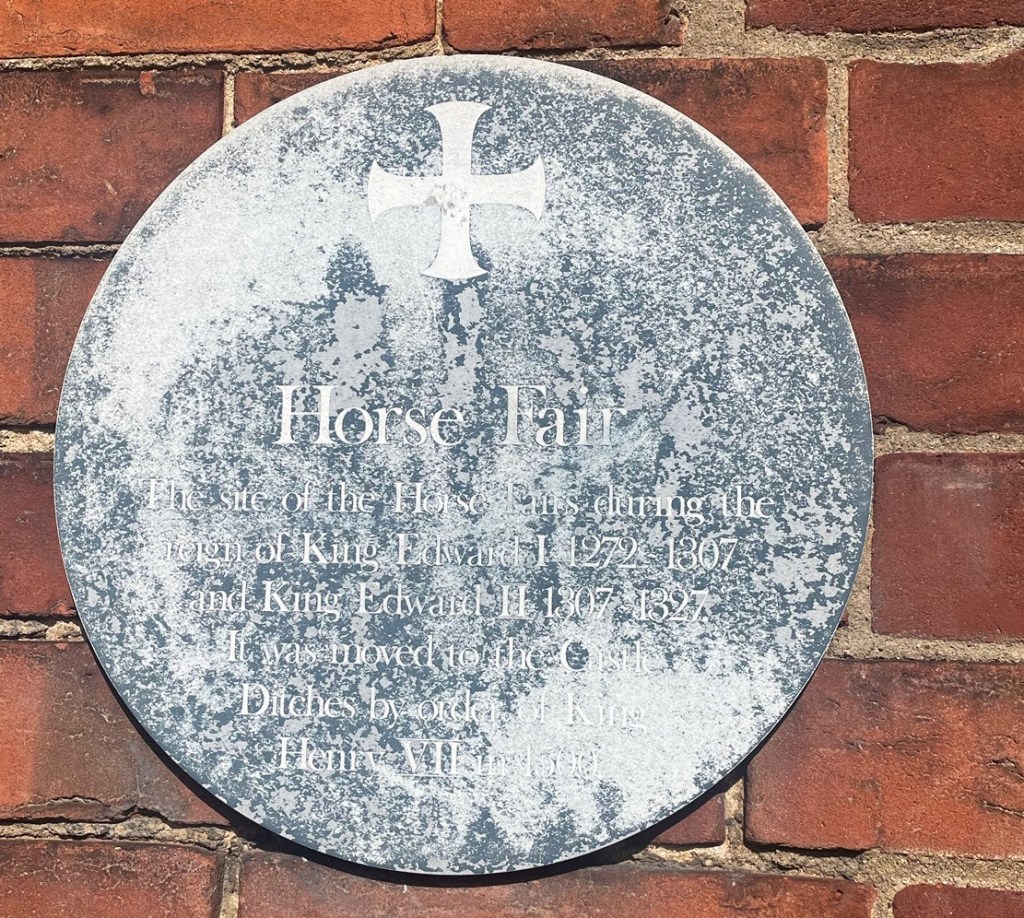 Horse Fair
The site of the Horse Fairs during the
reign of King Edward I 1272-1307
and King Edward II 1307-1327.
It was moved to the Castle
Ditches by order of King
Henry VII in 1500.